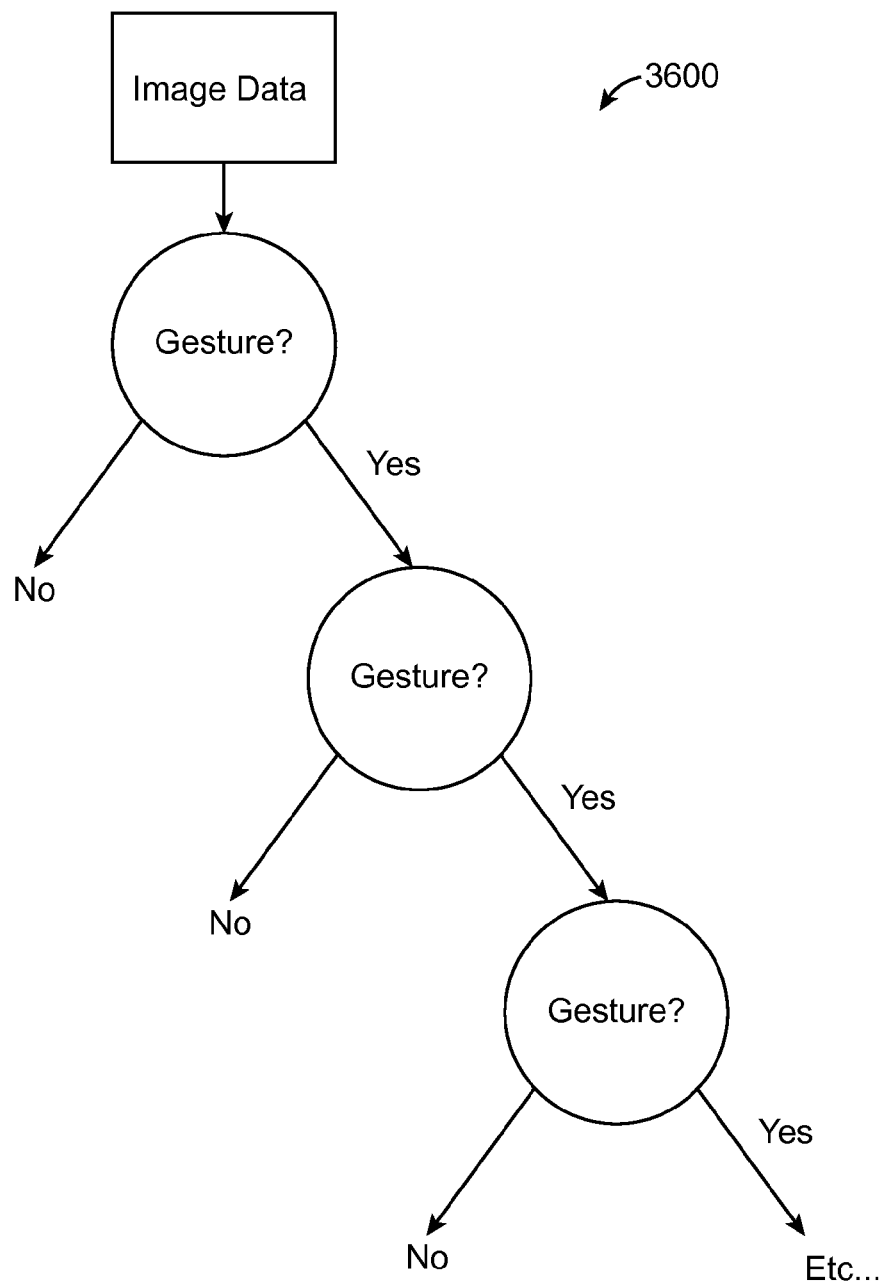 Image Data
3600
Gesture?
Yes
No
Gesture?
Yes
No
Gesture?
Yes
No
Etc...